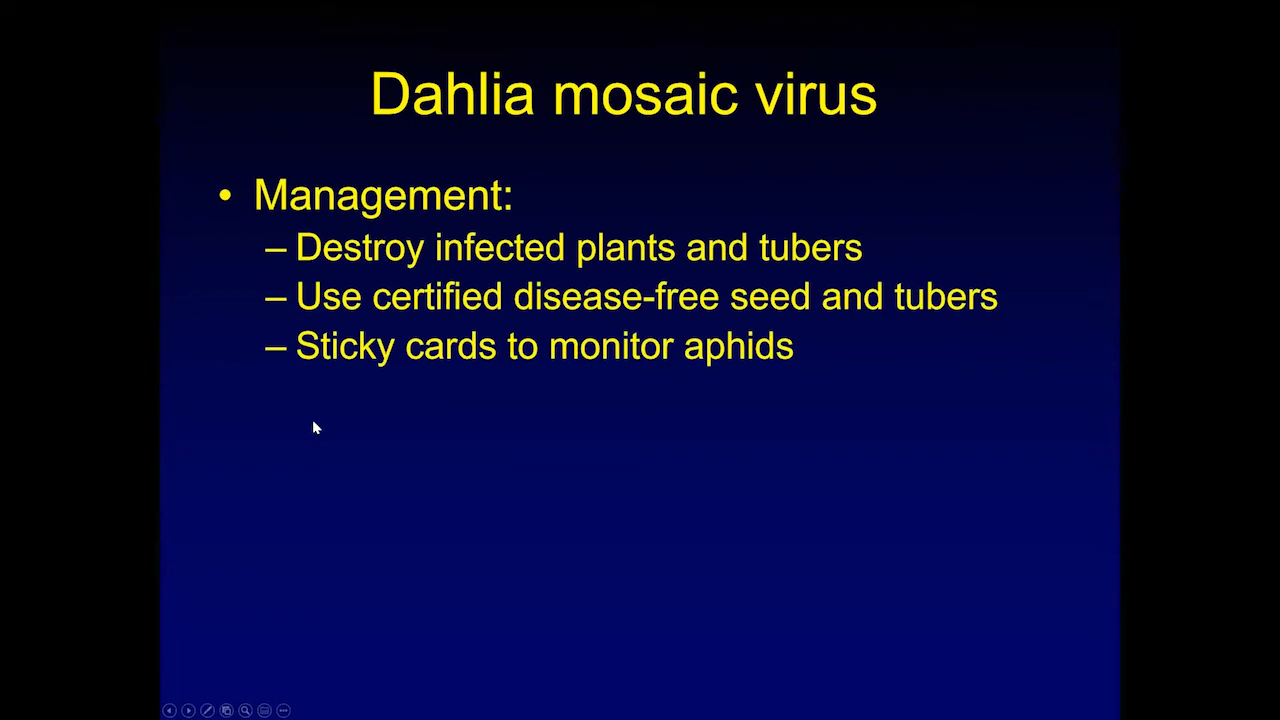 Dahlia mosaic virus
• Management:
– Destroy infected plants and tubers
– Use certified disease-free seed and tubers
– Sticky cards to monitor aphids